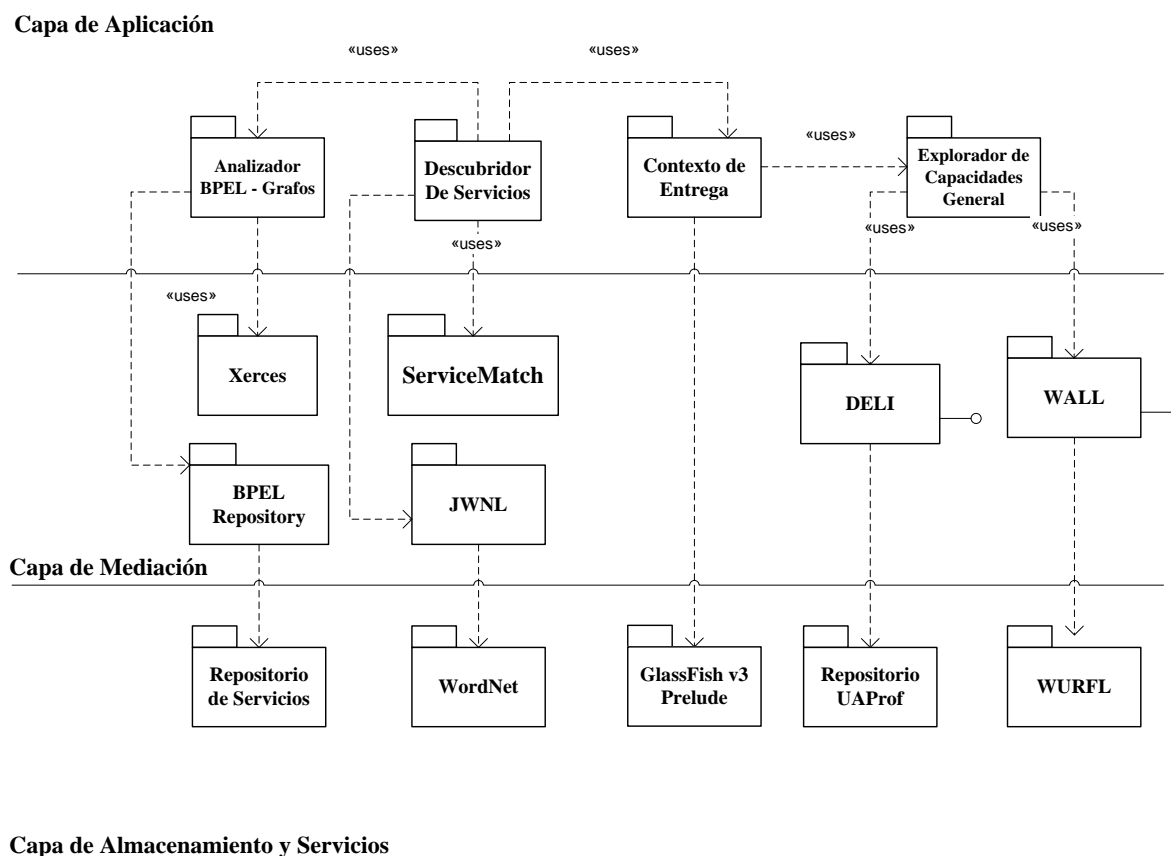 Capa de Aplicación
«uses»
«uses»
Analizador
BPEL - Grafos
Descubridor
De Servicios
Contexto de
Entrega
«uses»
Explorador de
Capacidades
General
«uses»
«uses»
«uses»
«uses»
Xerces
ServiceMatch
DELI
WALL
BPEL
Repository
JWNL
Capa de Mediación
Repositorio
de Servicios
WordNet
GlassFish v3
Prelude
Repositorio
UAProf
WURFL
Capa de Almacenamiento y Servicios